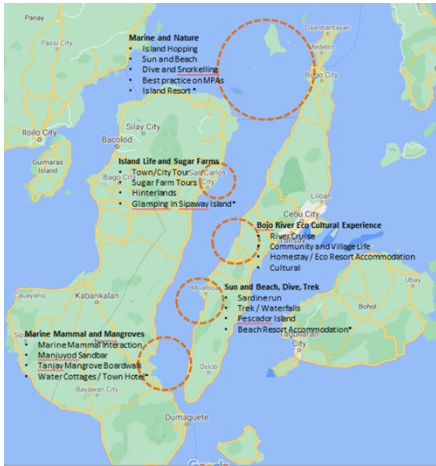 Panay
Passi City
Daanbantayan
Medellin
Bogo City
Marine and Nature
• Island Hopping
• Sun and Beach
• Dive and Snorkelling
• Best practice on MPAs
• Island Resort *
Iloilo City
Guimaras
Island
Silay City
Bacolod
Bago City
San Carlos
City
Island Life and Sugar Farms
• Town/City Tour
• Sugar Farm Tours
• Hinterlands
• Glamping in Sipaway Island*
Liloan
Cebu City
Bojo River Eco Cultural Experience
• River Cruise
• Community and Village Life
• Homestay / Eco Resort Accommodation
• Cultural
Cauayan
Kabankalan
Moalboal
Sun and Beach, Dive, Trek
• Sardine run
• Trek / Waterfalls
• Pescador Island
• Beach Resort Accommodation*
Bohol
Ubay
Tagbilaran
City
Marine Mammal and Mangroves
• Marine Mammal Interaction
• Manjuyod Sandbar
• Tanjay Mangrove Boardwalk
• Water Cottages / Town Hotel*
Bayawan City
Oslob
Dumaguete
Google